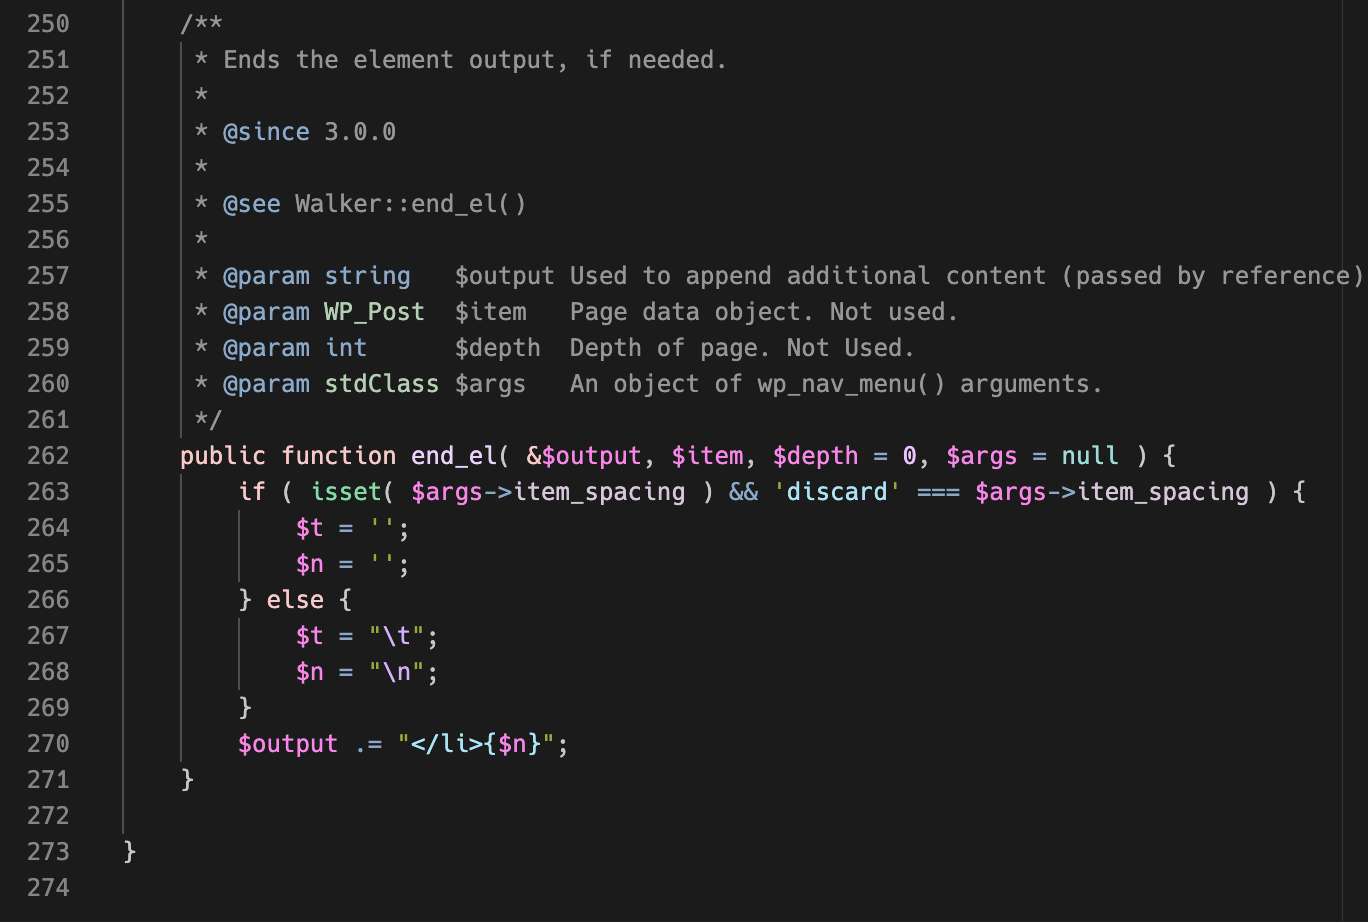 250 /**
251 * Ends the element output, if needed.
252 *
253 * @since 3.0.0
254 *
255 * @see Walker::end_el()
256 *
257 * @param string   $output Used to append additional content (passed by reference)
258 * @param WP_Post  $item   Page data object. Not used.
259 * @param int      $depth  Depth of page. Not Used.
260 * @param stdClass $args   An object of wp_nav_menu() arguments.
261 */
262 public function end_el( &$output, $item, $depth = 0, $args = null ) {
263     if ( isset( $args->item_spacing ) && 'discard' === $args->item_spacing ) {
264         $t = '';
265         $n = '';
266     } else {
267         $t = "\t";
268         $n = "\n";
269     }
270     $output .= "</li>{$n}";
271 }
272
273 }
274